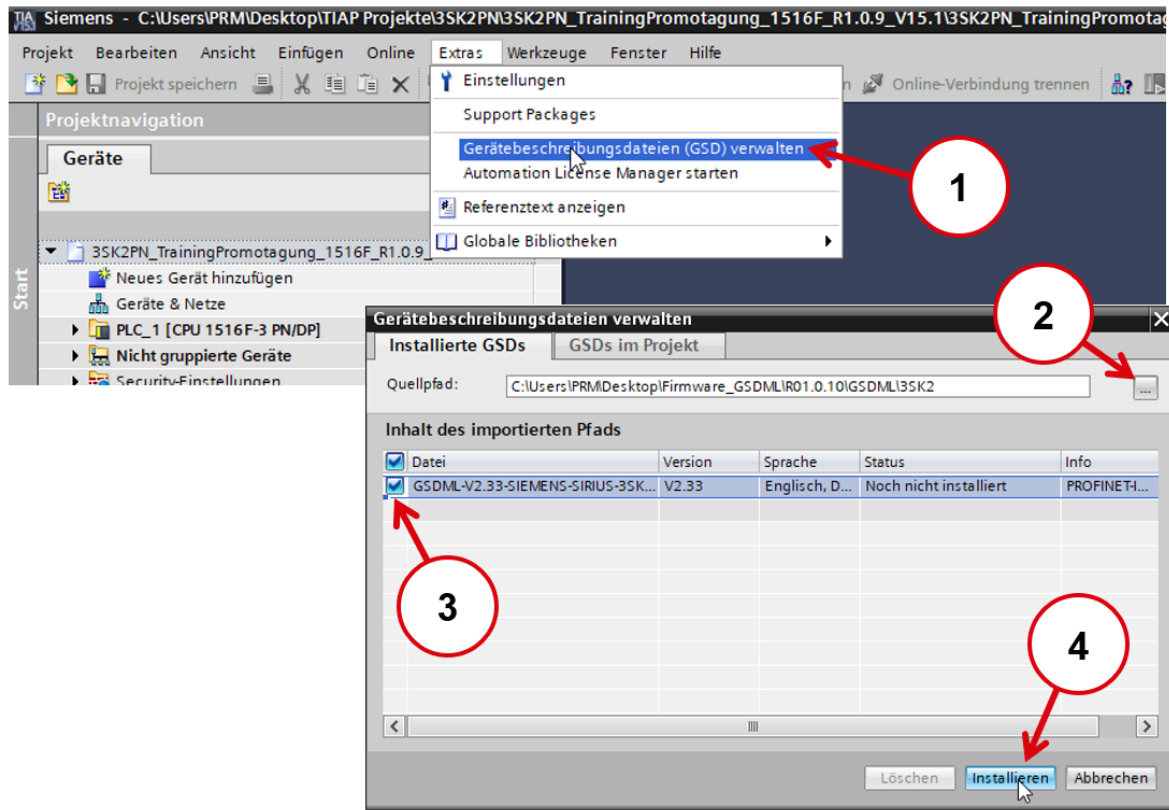 Siemens - C:\Users\PRM\Desktop\TIAP Projekte\3SK2PN\3SK2PN_TrainingPromotagung_1516F_R1.0.9_V15.1\3SK2PN_TrainingPromotag
Projekt Bearbeiten Ansicht Einfügen Online Extras Werkzeuge Fenster Hilfe
Projekt speichern Online-Verbindung trennen
Einstellungen
Support Packages
Gerätebeschreibungsdateien (GSD) verwalten
Automation License Manager starten
Referenztext anzeigen
Globale Bibliotheken
1
Projektnavigation
Geräte
Start
3SK2PN_TrainingPromotagung_1516F_R1.0.9_
Neues Gerät hinzufügen
Geräte & Netze
PLC_1 [CPU 1516F-3 PN/DP]
Nicht gruppierte Geräte
Security-Einstellungen
2
Gerätebeschreibungsdateien verwalten
Installierte GSDs GSDs im Projekt
Quellpfad: C:\Users\PRM\Desktop\Firmware_GSDML\R01.0.10\GSDML\3SK2 ...
Inhalt des importierten Pfads
Datei Version Sprache Status Info
GSDML-V2.33-SIEMENS-SIRIUS-3SK... V2.33 Englisch, D... Noch nicht installiert PROFINET-I...
3
4
Löschen Installieren Abbrechen